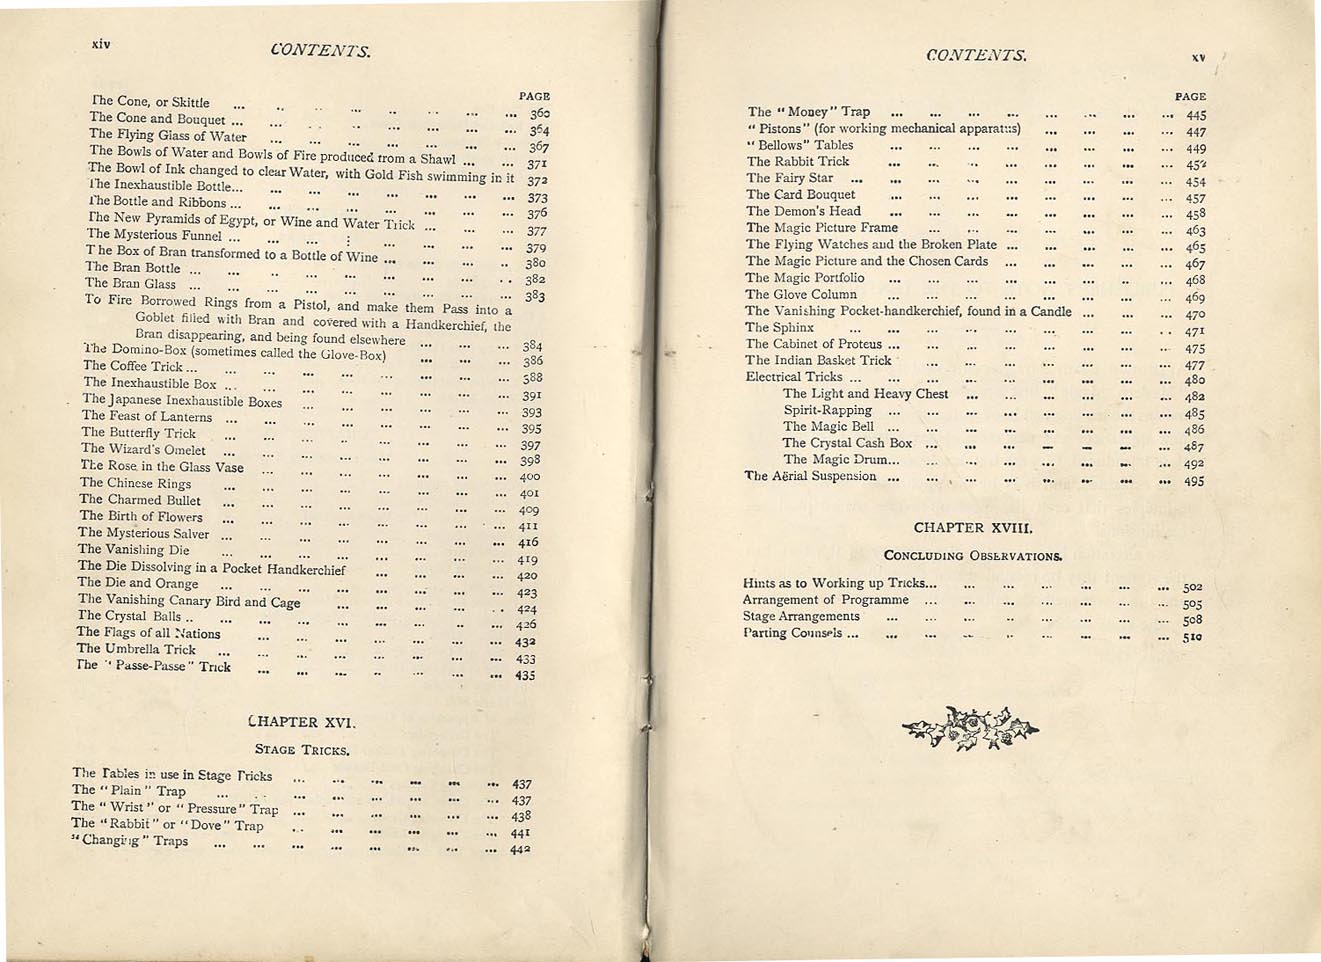 xiv
CONTENTS.
PAGE
The Cone, or Skittle ... 360
The Cone and Bouquet ... 364
The Flying Glass of Water ... 367
The Bowls of Water and Bowls of Fire produced from a Shawl ... 371
The Bowl of Ink changed to clear Water, with Gold Fish swimming in it 372
The Inexhaustible Bottle... 373
The Bottle and Ribbons ... 376
The New Pyramids of Egypt, or Wine and Water Trick ... 377
The Mysterious Funnel ... 379
The Box of Bran transformed to a Bottle of Wine ... 380
The Bran Bottle ... 382
The Bran Glass ... 383
To Fire Borrowed Rings from a Pistol, and make them Pass into a
Goblet filled with Bran and covered with a Handkerchief, the
Bran disappearing, and being found elsewhere ... 384
The Domino-Box (sometimes called the Glove-Box) ... 386
The Coffee Trick ... 388
The Inexhaustible Box ... 391
The Japanese Inexhaustible Boxes ... 393
The Feast of Lanterns ... 395
The Butterfly Trick ... 397
The Wizard's Omelet ... 398
The Rose in the Glass Vase ... 400
The Chinese Rings ... 401
The Charmed Bullet ... 409
The Birth of Flowers ... 411
The Mysterious Salver ... 416
The Vanishing Die ... 419
The Die Dissolving in a Pocket Handkerchief ... 420
The Die and Orange ... 423
The Vanishing Canary Bird and Cage ... 424
The Crystal Balls ... 426
The Flags of all Nations ... 432
The Umbrella Trick ... 433
The "Passe-Passe" Trick ... 435
CHAPTER XVI.
STAGE TRICKS.
The Tables in use in Stage Tricks ... 437
The "Plain" Trap ... 437
The "Wrist" or "Pressure" Trap ... 438
The "Rabbit" or "Dove" Trap ... 441
"Changing" Traps ... 442
CONTENTS.
xv
PAGE
The "Money" Trap ... 445
"Pistons" (for working mechanical apparatus) ... 447
"Bellows" Tables ... 449
The Rabbit Trick ... 452
The Fairy Star ... 454
The Card Bouquet ... 457
The Demon's Head ... 458
The Magic Picture Frame ... 463
The Flying Watches and the Broken Plate ... 465
The Magic Picture and the Chosen Cards ... 467
The Magic Portfolio ... 468
The Glove Column ... 469
The Vanishing Pocket-handkerchief, found in a Candle ... 470
The Sphinx ... 471
The Cabinet of Proteus ... 475
The Indian Basket Trick ... 477
Electrical Tricks ... 480
The Light and Heavy Chest ... 482
Spirit-Rapping ... 485
The Magic Bell ... 486
The Crystal Cash Box ... 487
The Magic Drum... 492
The Aërial Suspension ... 495
CHAPTER XVIII.
CONCLUDING OBSERVATIONS.
Hints as to Working up Tricks... 502
Arrangement of Programme ... 505
Stage Arrangements ... 508
Parting Counsels ... 510